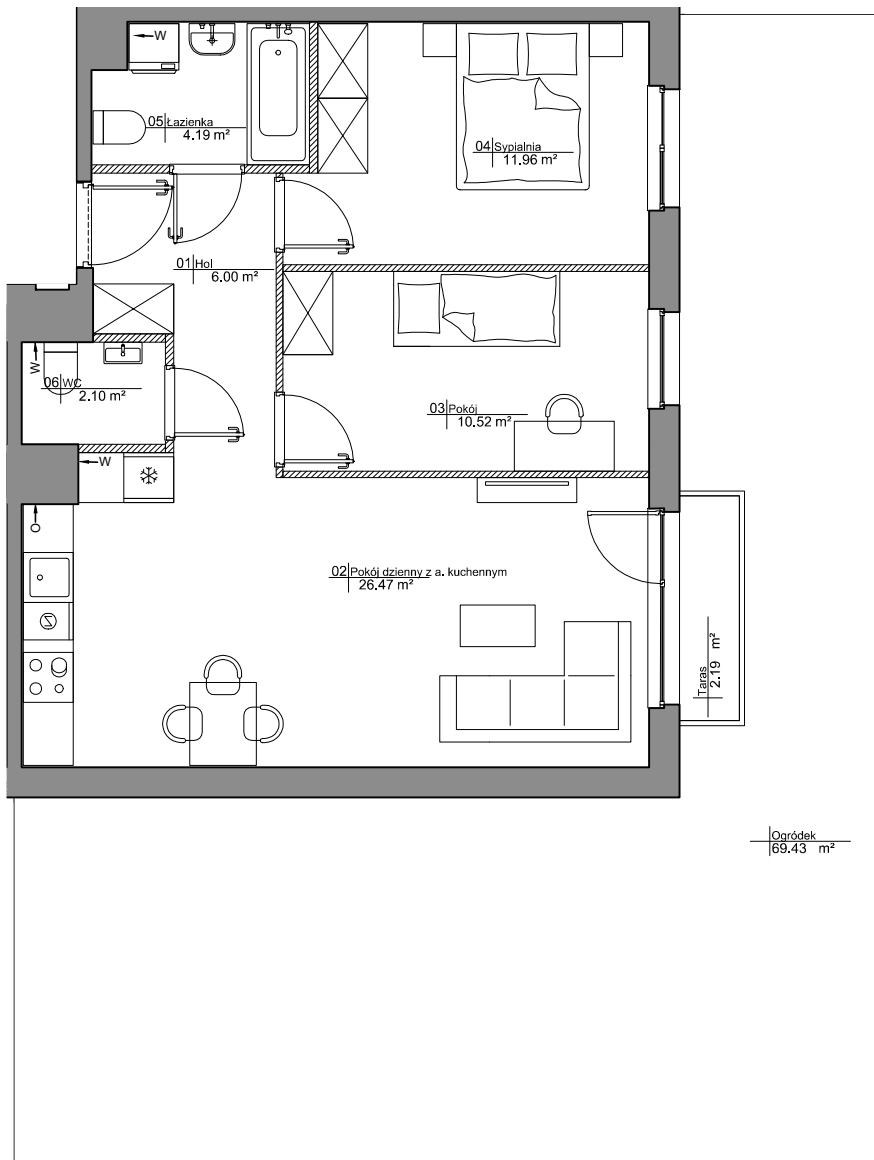 W
05 Łazienka
4.19 m²
04 Sypialnia
11.96 m²
01 Hol
6.00 m²
W
06 WC
2.10 m²
03 Pokój
10.52 m²
W
O
02 Pokój dzienny z a. kuchennym
26.47 m²
Z
Taras
2.19 m²
Ogródek
69.43 m²